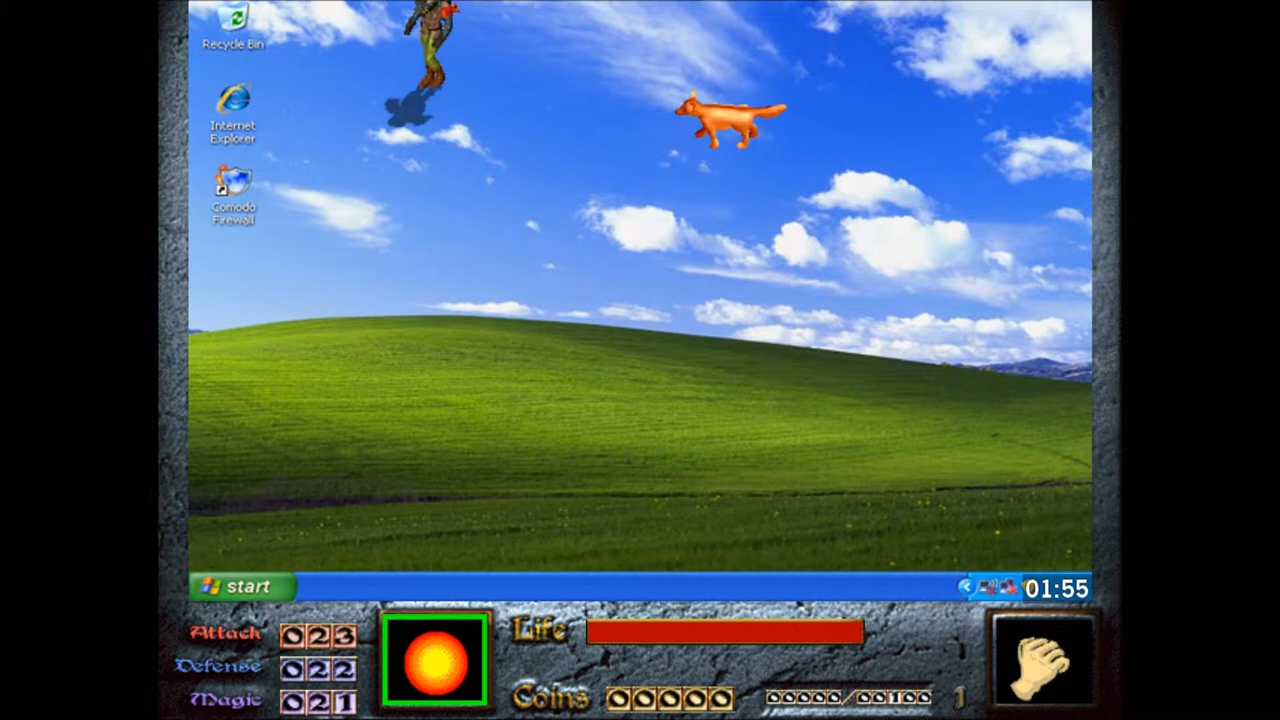 Recycle Bin
Internet
Explorer
Comodo
Firewall
start
01:55
Attack 023
Defense 022
Magic 021
Life
Coins 00000
00000/00100 1